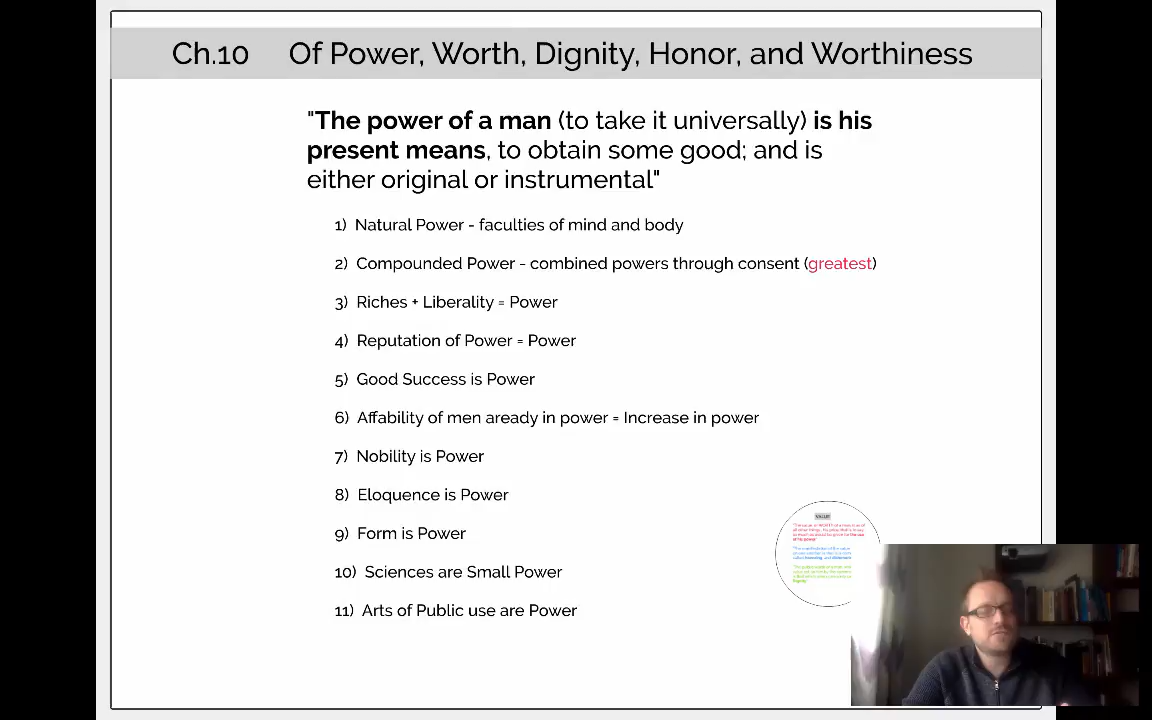 Ch.10 Of Power, Worth, Dignity, Honor, and Worthiness
"The power of a man (to take it universally) is his
present means, to obtain some good; and is
either original or instrumental"
1) Natural Power - faculties of mind and body
2) Compounded Power - combined powers through consent (greatest)
3) Riches + Liberality = Power
4) Reputation of Power = Power
5) Good Success is Power
6) Affability of men aready in power = Increase in power
7) Nobility is Power
8) Eloquence is Power
9) Form is Power
10) Sciences are Small Power
11) Arts of Public use are Power